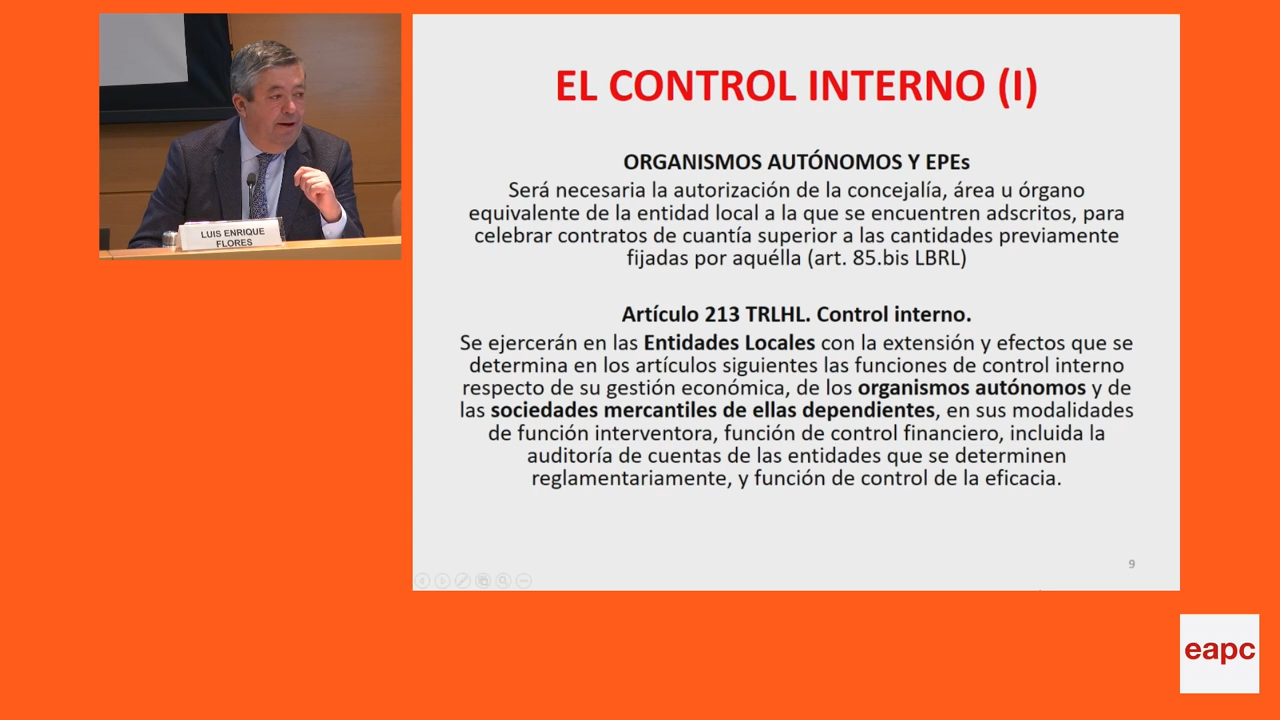 LUIS ENRIQUE
FLORES
EL CONTROL INTERNO (I)
ORGANISMOS AUTÓNOMOS Y EPEs
Será necesaria la autorización de la concejalía, área u órgano
equivalente de la entidad local a la que se encuentren adscritos, para
celebrar contratos de cuantía superior a las cantidades previamente
fijadas por aquélla (art. 85.bis LBRL)
Artículo 213 TRLHL. Control interno.
Se ejercerán en las Entidades Locales con la extensión y efectos que se
determina en los artículos siguientes las funciones de control interno
respecto de su gestión económica, de los organismos autónomos y de
las sociedades mercantiles de ellas dependientes, en sus modalidades
de función interventora, función de control financiero, incluida la
auditoría de cuentas de las entidades que se determinen
reglamentariamente, y función de control de la eficacia.
9
eapc